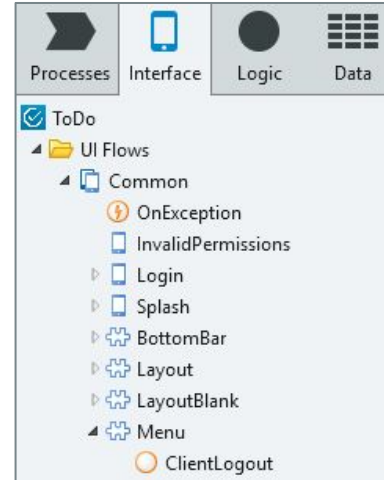 Processes Interface Logic Data
ToDo
UI Flows
Common
OnException
InvalidPermissions
Login
Splash
BottomBar
Layout
LayoutBlank
Menu
ClientLogout